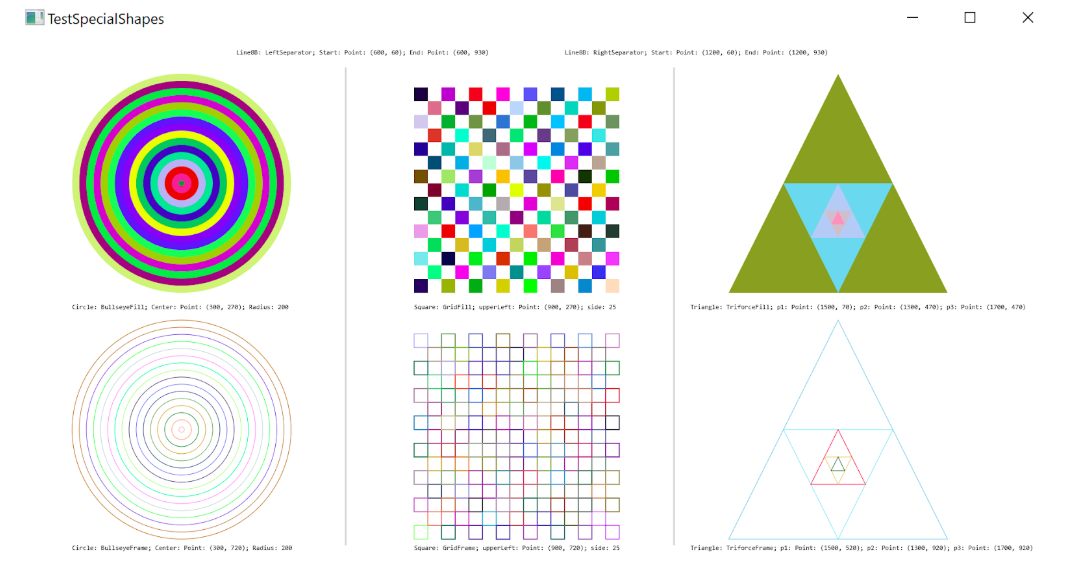 TestSpecialShapes
LineBB: LeftSeparator; Start: Point: (600, 60); End: Point: (600, 930)
LineBB: RightSeparator; Start: Point: (1200, 60); End: Point: (1200, 930)
Circle: BullseyeFill; Center: Point: (300, 270); Radius: 200
Square: GridFill; upperLeft: Point: (900, 270); side: 25
Triangle: TriforceFill; p1: Point: (1500, 70); p2: Point: (1300, 470); p3: Point: (1700, 470)
Circle: BullseyeFrame; Center: Point: (300, 720); Radius: 200
Square: GridFrame; upperLeft: Point: (900, 720); side: 25
Triangle: TriforceFrame; p1: Point: (1500, 520); p2: Point: (1300, 920); p3: Point: (1700, 920)